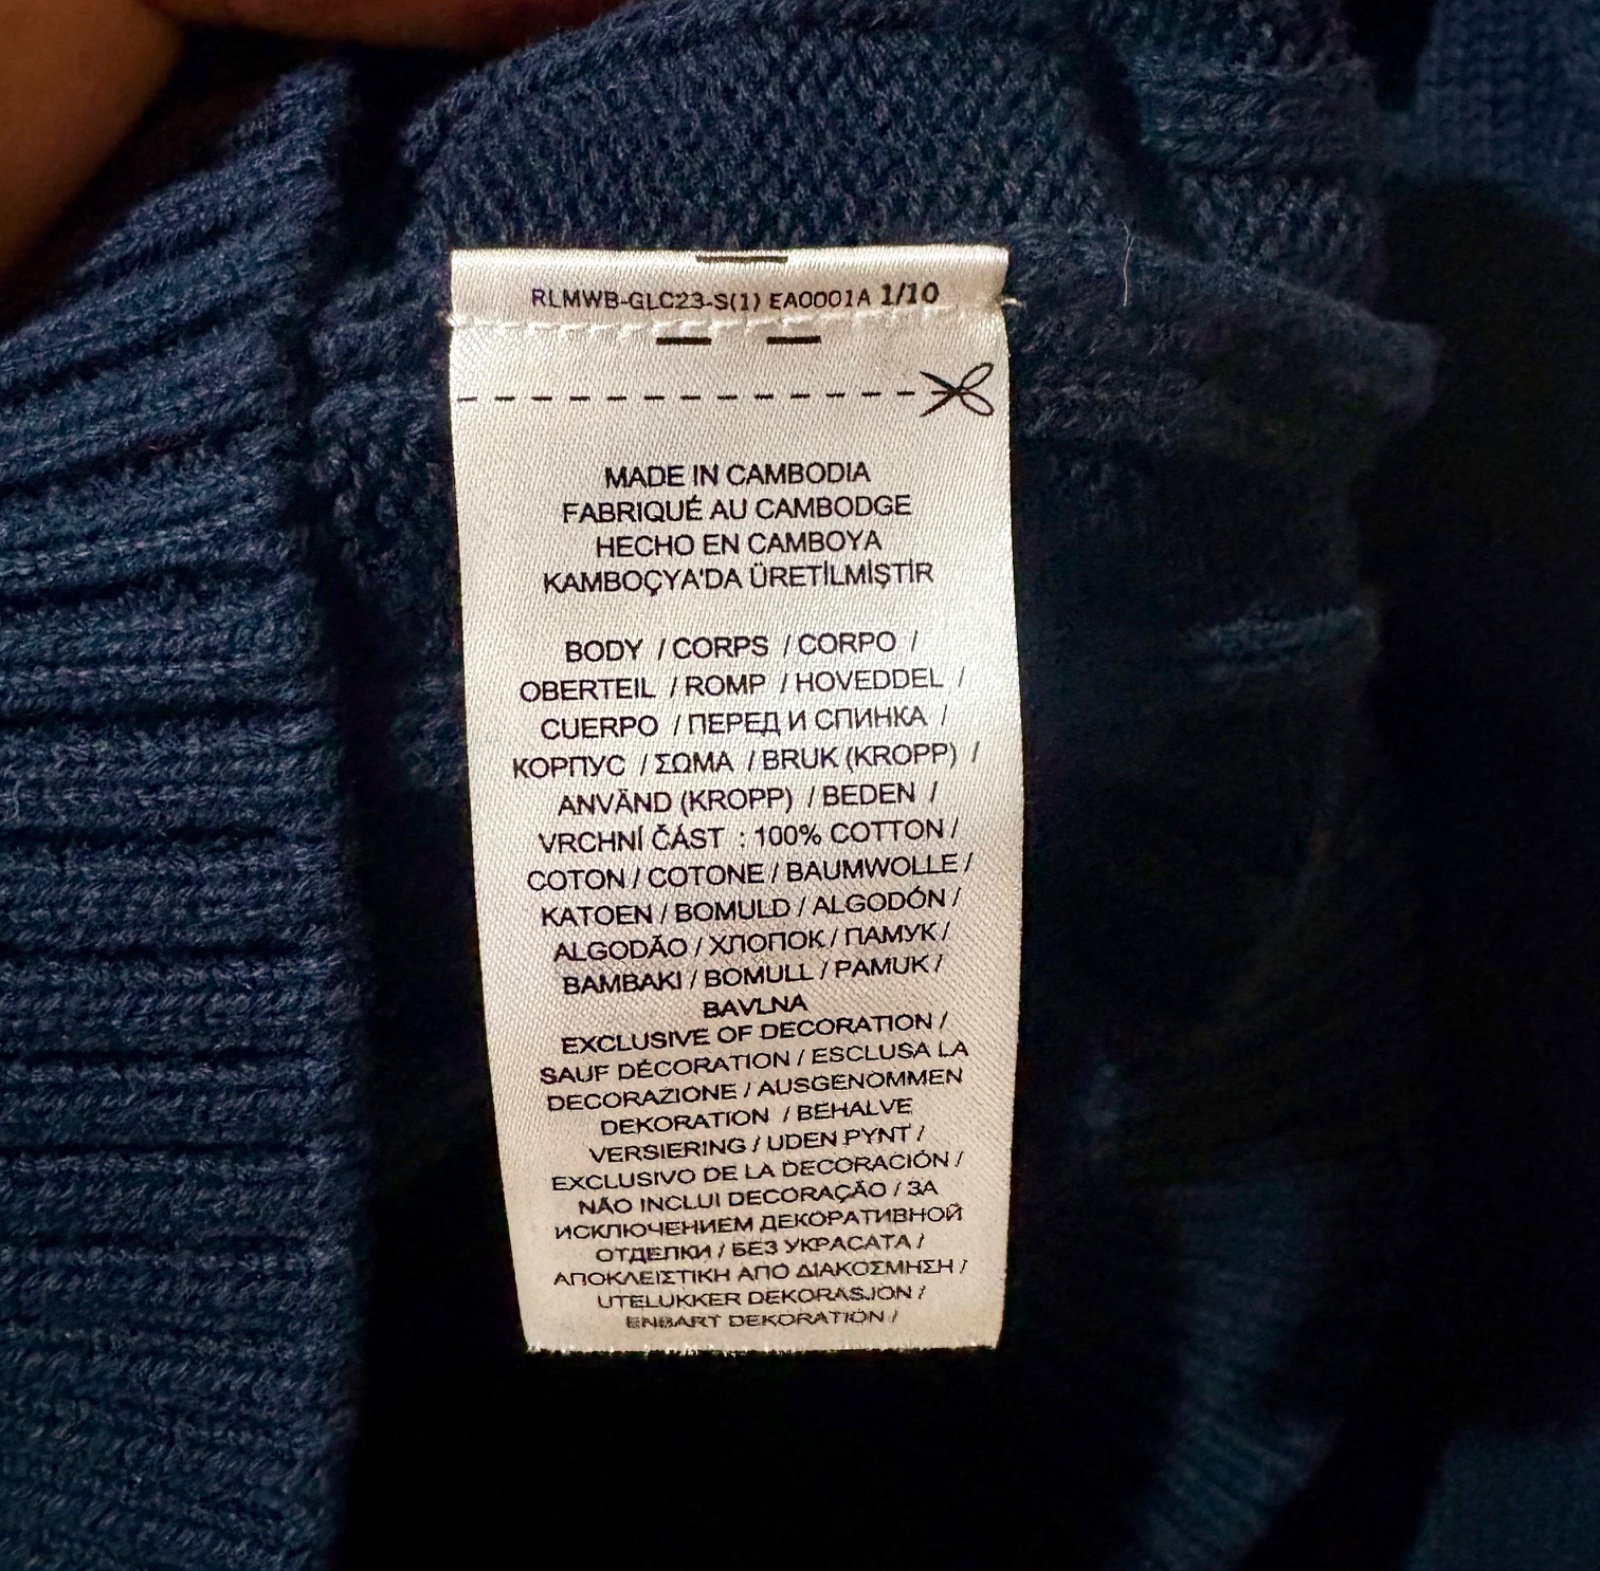 RLMWB-GLC23-S(1) EA0001A 1/10
MADE IN CAMBODIA
FABRIQUÉ AU CAMBODGE
HECHO EN CAMBOYA
KAMBOÇYA'DA ÜRETİLMİŞTİR
BODY / CORPS / CORPO /
OBERTEIL / ROMP / HOVEDDEL /
CUERPO / ПЕРЕД И СПИНКА /
КОРПУС / ΣΩΜΑ / BRUK (KROPP) /
ANVÄND (KROPP) / BEDEN /
VRCHNÍ ČÁST : 100% COTTON /
COTON / COTONE / BAUMWOLLE /
KATOEN / BOMULD / ALGODÓN /
ALGODÃO / ХЛОПОК / ПАМУК /
ΒΑΜΒΑΚΙ / BOMULL / PAMUK /
BAVLNA
EXCLUSIVE OF DECORATION /
SAUF DÉCORATION / ESCLUSA LA
DECORAZIONE / AUSGENOMMEN
DEKORATION / BEHALVE
VERSIERING / UDEN PYNT /
EXCLUSIVO DE LA DECORACIÓN /
NÃO INCLUI DECORAÇÃO / ЗА
ИСКЛЮЧЕНИЕМ ДЕКОРАТИВНОЙ
ОТДЕЛКИ / БЕЗ УКРАСАТА /
ΑΠΟΚΛΕΙΣΤΙΚΗ ΑΠΟ ΔΙΑΚΟΣΜΗΣΗ /
UTELUKKER DEKORASJON /
ENBART DEKORATION /